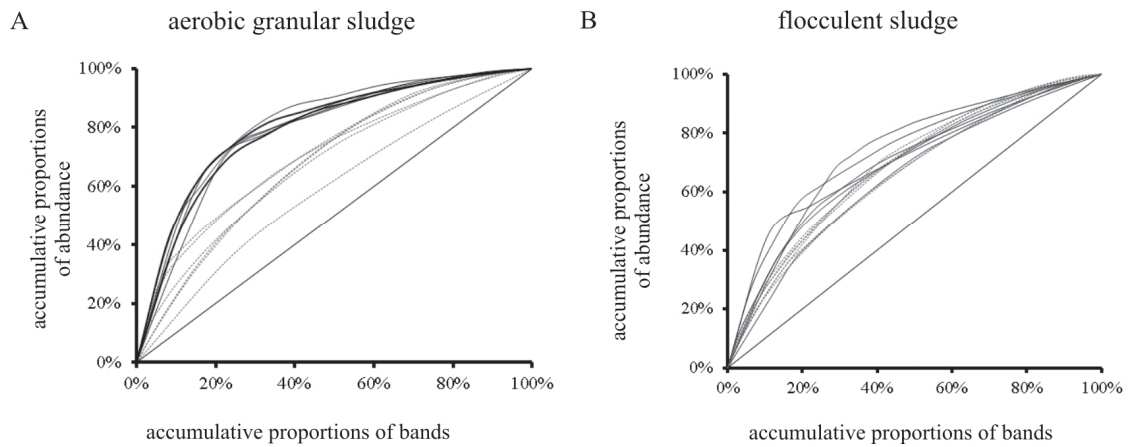 A
aerobic granular sludge
accumulative proportions
of abundance
100%
80%
60%
40%
20%
0%
0%
20%
40%
60%
80%
100%
accumulative proportions of bands
B
flocculent sludge
accumulative proportions
of abundance
100%
80%
60%
40%
20%
0%
0%
20%
40%
60%
80%
100%
accumulative proportions of bands